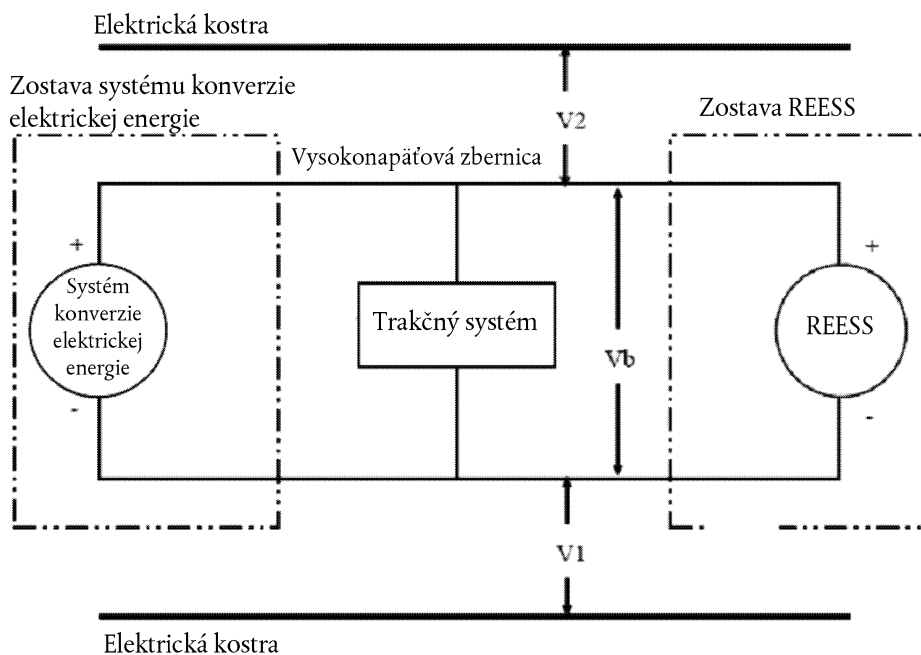 Elektrická kostra
Zostava systému konverzie
elektrickej energie
V2
Zostava REESS
Vysokonapäťová zbernica
+
+
Systém
konverzie
elektrickej
energie
Trakčný systém
Vb
REESS
-
-
V1
Elektrická kostra